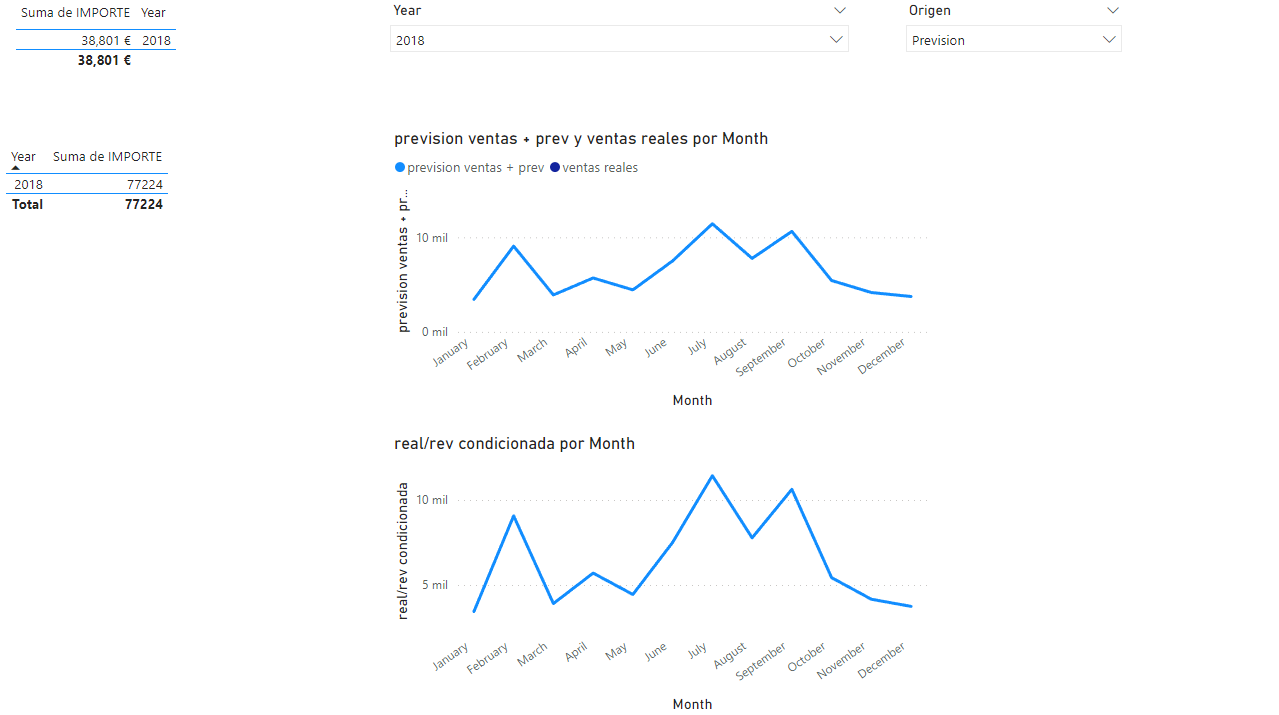 Suma de IMPORTE Year
38,801 € 2018
38,801 €
Year Suma de IMPORTE
2018 77224
Total 77224
Year
2018
Origen
Prevision
prevision ventas + prev y ventas reales por Month
prevision ventas + prev ventas reales
prevision ventas + pr...
10 mil
0 mil
January February March April May June July August September October November December
Month
real/rev condicionada por Month
real/rev condicionada
10 mil
5 mil
January February March April May June July August September October November December
Month